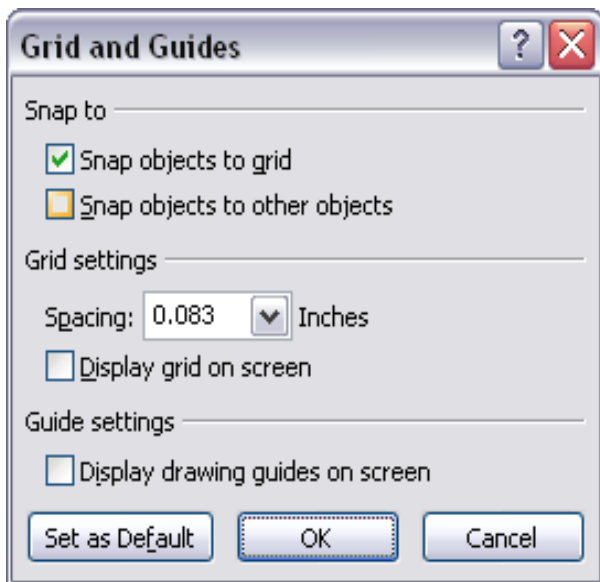 Grid and Guides
Snap to
Snap objects to grid
Snap objects to other objects
Grid settings
Spacing: 0.083 Inches
Display grid on screen
Guide settings
Display drawing guides on screen
Set as Default OK Cancel